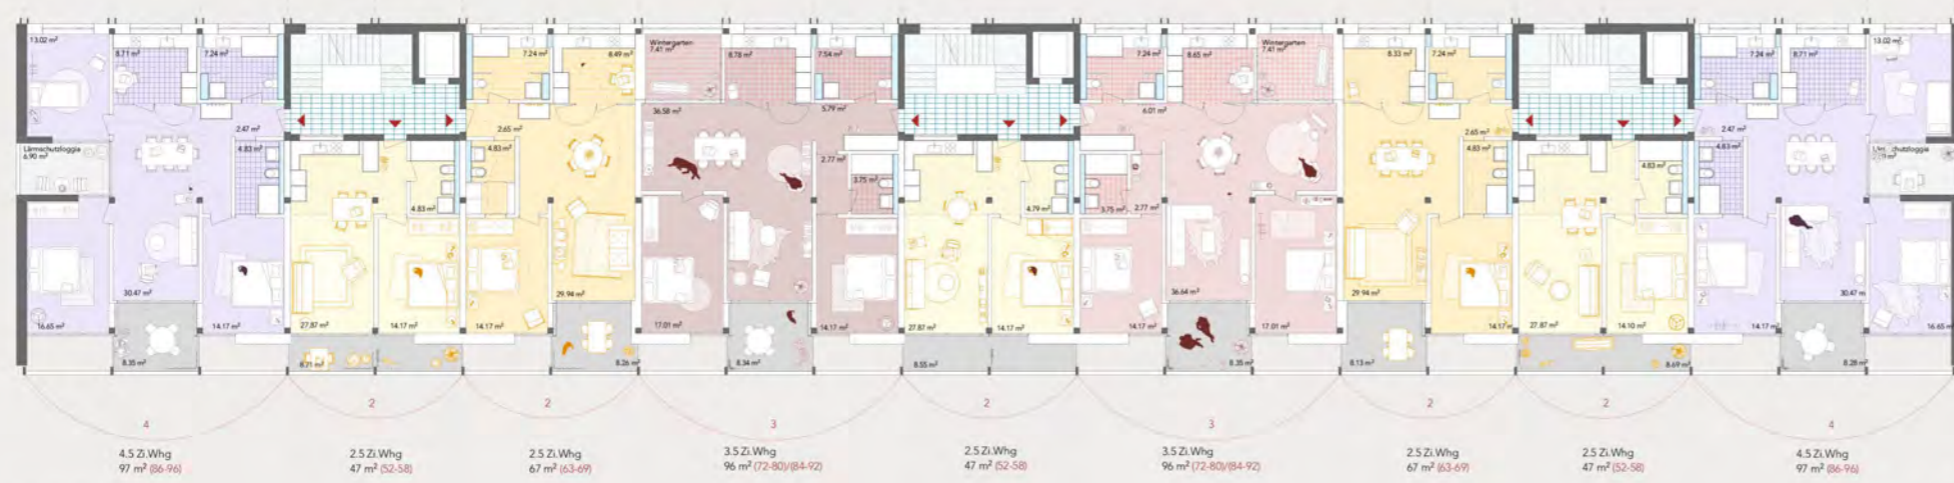 13.02 m²
8.71 m²
7.24 m²
2.47 m²
4.83 m²
Lärmschutzloggia
6.90 m²
30.47 m²
16.65 m²
14.17 m²
8.35 m²
4.83 m²
27.87 m²
14.17 m²
8.71 m²
7.24 m²
8.49 m²
2.65 m²
4.83 m²
29.94 m²
14.17 m²
8.26 m²
Wintergarten
7.41 m²
8.78 m²
7.54 m²
36.58 m²
5.79 m²
2.77 m²
3.75 m²
17.01 m²
14.17 m²
8.34 m²
4.79 m²
27.87 m²
14.17 m²
8.55 m²
7.24 m²
8.65 m²
Wintergarten
7.41 m²
6.01 m²
3.75 m²
2.77 m²
36.64 m²
14.17 m²
17.01 m²
8.35 m²
8.33 m²
7.24 m²
2.65 m²
4.83 m²
29.94 m²
14.17 m²
8.13 m²
4.83 m²
27.87 m²
14.10 m²
8.69 m²
7.24 m²
8.71 m²
13.02 m²
2.47 m²
4.83 m²
30.47 m
14.17 m²
16.65 m²
8.28 m²
4
2
2
3
2
3
2
2
4
4.5 Zi.Whg
97 m² (86-96)
2.5 Zi.Whg
47 m² (52-58)
2.5 Zi.Whg
67 m² (63-69)
3.5 Zi.Whg
96 m² (72-80)/(84-92)
2.5 Zi.Whg
47 m² (52-58)
3.5 Zi.Whg
96 m² (72-80)/(84-92)
2.5 Zi.Whg
67 m² (63-69)
2.5 Zi.Whg
47 m² (52-58)
4.5 Zi.Whg
97 m² (86-96)